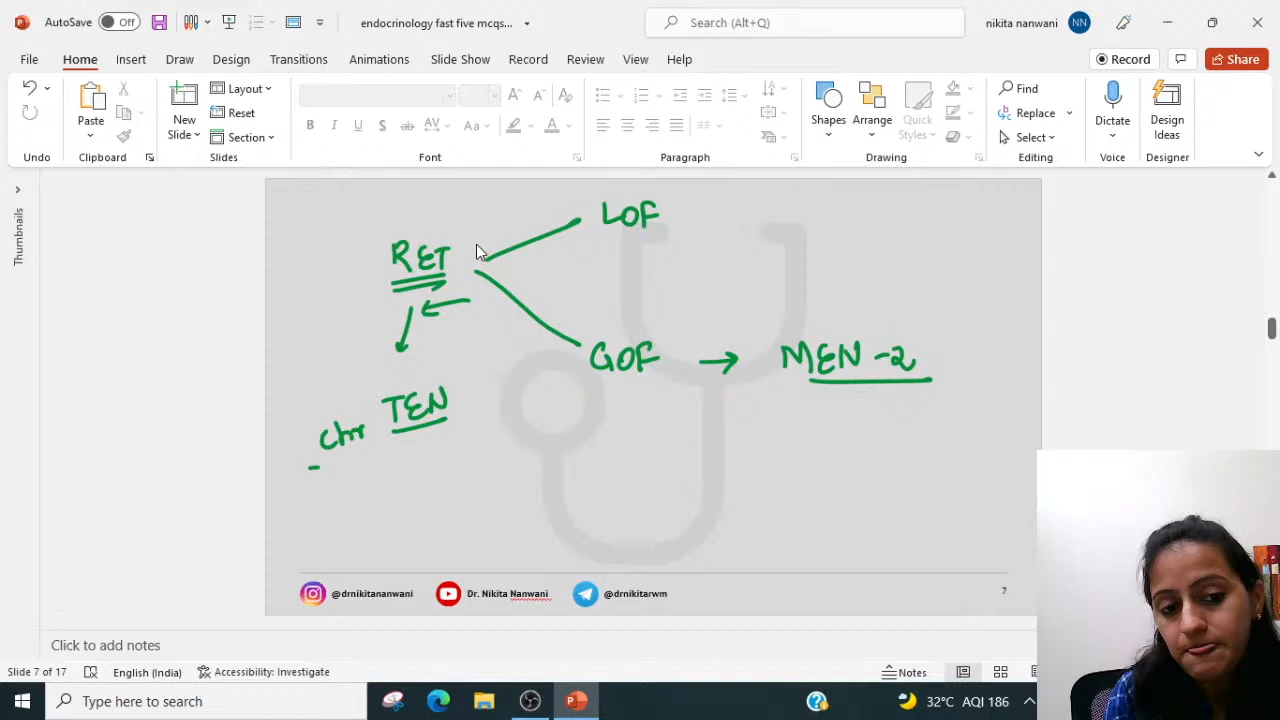 AutoSave Off endocrinology fast five mcqs... Search (Alt+Q) nikita nanwani NN
File Home Insert Draw Design Transitions Animations Slide Show Record Review View Help Record Share
Undo
Paste
Clipboard
New Slide
Layout
Reset
Section
Slides
B I U S ab AV Aa A
Font
Paragraph
Shapes Arrange Quick Styles
Drawing
Find
Replace
Select
Editing
Dictate
Voice
Design Ideas
Designer
Thumbnails
LOF
RET
GOF → MEN-2
TEN
Chr
@drnikitananwani Dr. Nikita Nanwani @drnikitarwm 7
Click to add notes
Slide 7 of 17 English (India) Accessibility: Investigate Notes
Type here to search 32°C AQI 186